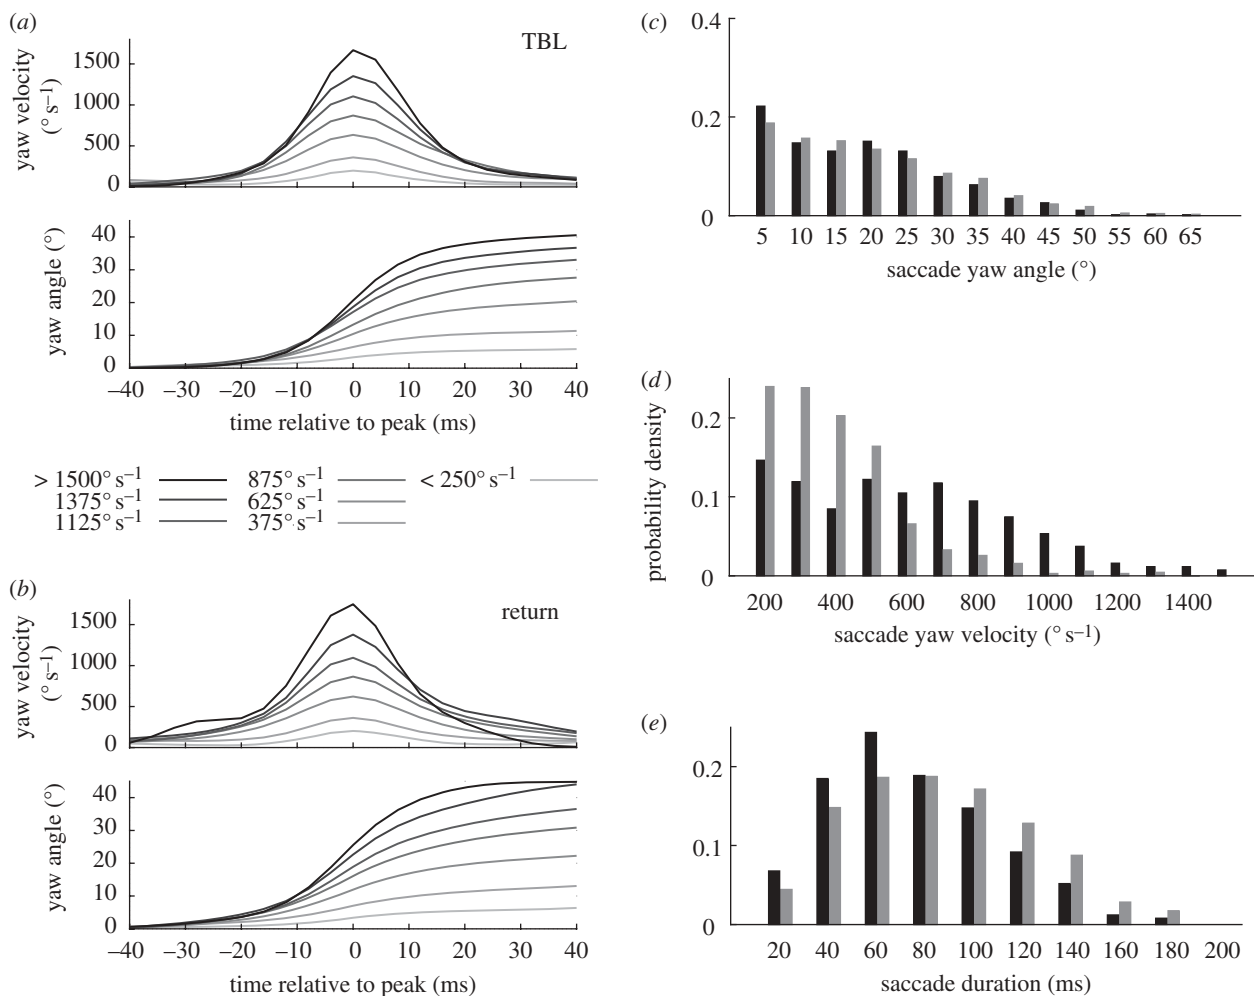 (a)
TBL
yaw velocity
(° s–1)
1500
1000
500
0
yaw angle (°)
40
30
20
10
0
–40 –30 –20 –10 0 10 20 30 40
time relative to peak (ms)
> 1500° s–1 875° s–1 < 250° s–1
1375° s–1 625° s–1
1125° s–1 375° s–1
(b)
return
yaw velocity
(° s–1)
1500
1000
500
0
yaw angle (°)
40
30
20
10
0
–40 –30 –20 –10 0 10 20 30 40
time relative to peak (ms)
(c)
0.4
0.2
0
5 10 15 20 25 30 35 40 45 50 55 60 65
saccade yaw angle (°)
(d)
probability density
0.2
0.1
0
200 400 600 800 1000 1200 1400
saccade yaw velocity (° s–1)
(e)
0.2
0.1
0
20 40 60 80 100 120 140 160 180 200
saccade duration (ms)